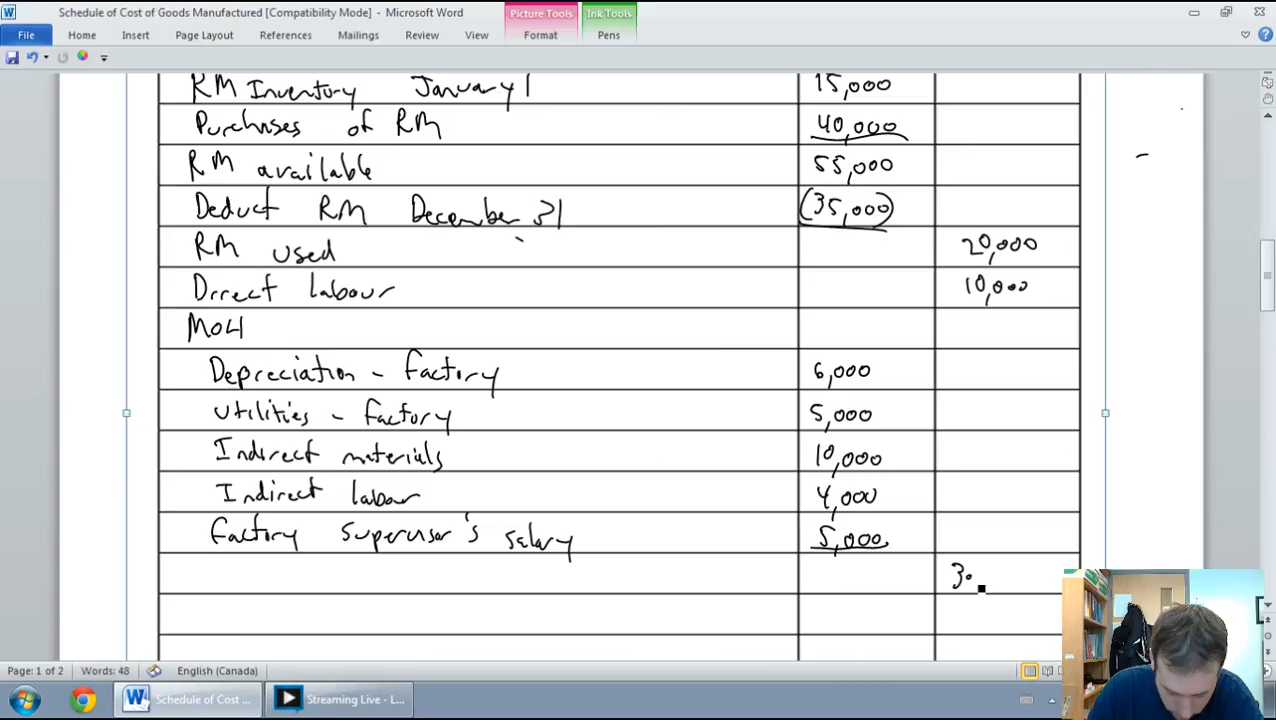 Schedule of Cost of Goods Manufactured [Compatibility Mode] - Microsoft Word
Picture Tools
Ink Tools
File Home Insert Page Layout References Mailings Review View Format Pens
RM Inventory January 1 15,000
Purchases of RM 40,000
RM available 55,000
Deduct RM December 31 (35,000)
RM used 20,000
Direct labour 10,000
MOH
Depreciation - factory 6,000
Utilities - factory 5,000
Indirect materials 10,000
Indirect labour 4,000
Factory supervisor's salary 5,000
30
Page: 1 of 2 Words: 48 English (Canada)
Schedule of Cost ... Streaming Live - L...